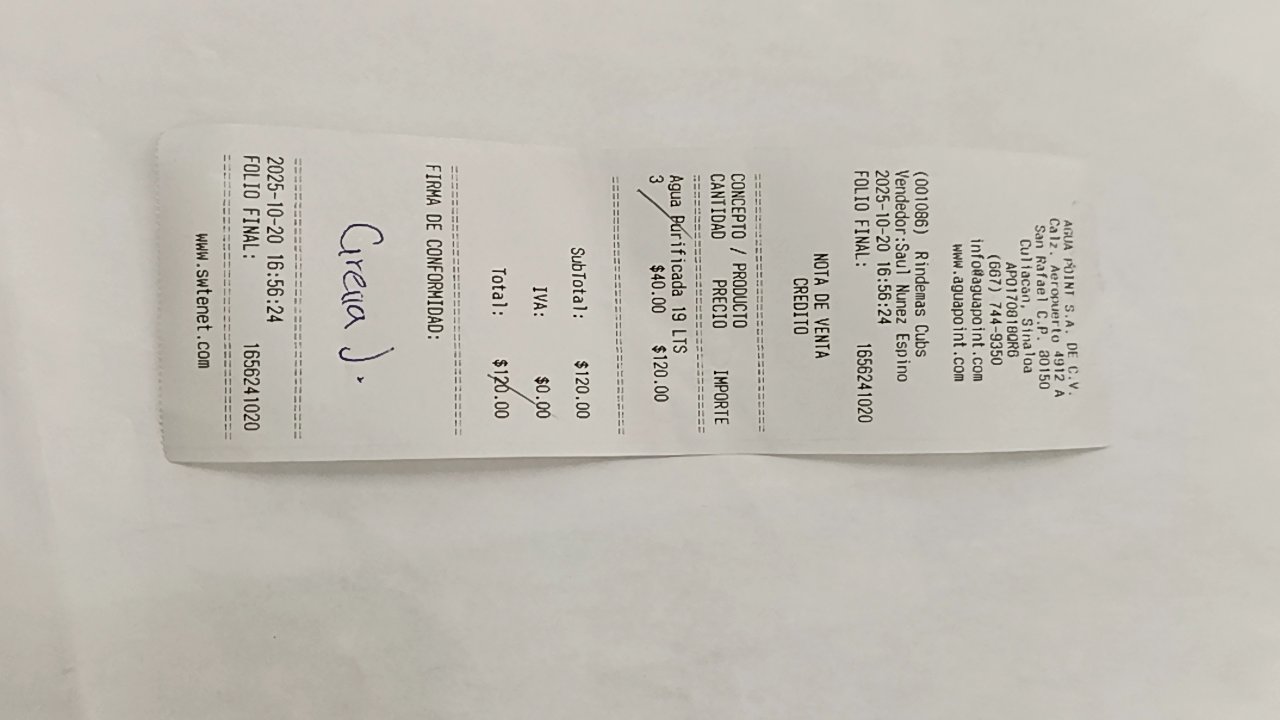 AGUA POINT S.A. DE C.V.
Calz. Aeropuerto 4912 A
San Rafael C.P. 80150
Culiacan, Sinaloa
APO170818QR6
(667) 744-9350
info@aguapoint.com
www.aguapoint.com
(001086) Rindemas Cubs
Vendedor:Saul Nunez Espino
2025-10-20 16:56:24
FOLIO FINAL: 1656241020
NOTA DE VENTA
CREDITO
CONCEPTO / PRODUCTO
CANTIDAD PRECIO IMPORTE
Agua Purificada 19 LTS
3 $40.00 $120.00
SubTotal: $120.00
IVA: $0.00
Total: $120.00
FIRMA DE CONFORMIDAD:
2025-10-20 16:56:24
FOLIO FINAL: 1656241020
www.swtenet.com